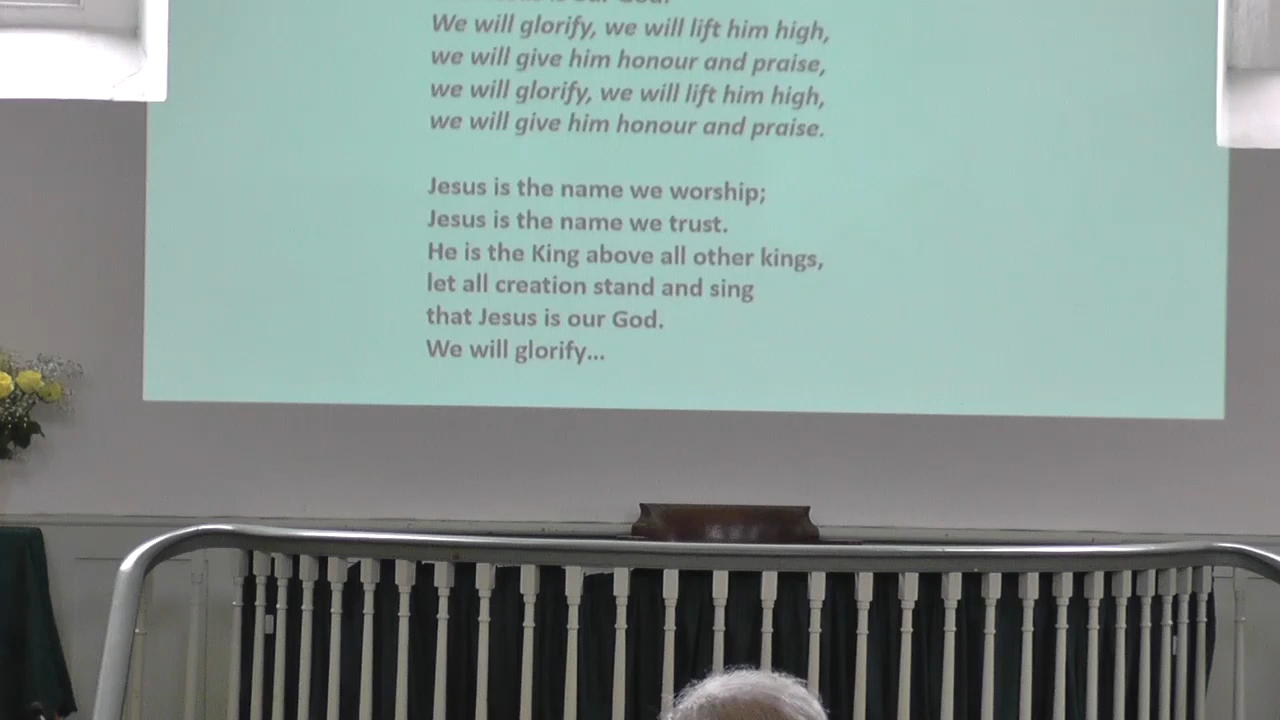 is our God.
We will glorify, we will lift him high,
we will give him honour and praise,
we will glorify, we will lift him high,
we will give him honour and praise.
Jesus is the name we worship;
Jesus is the name we trust.
He is the King above all other kings,
let all creation stand and sing
that Jesus is our God.
We will glorify...